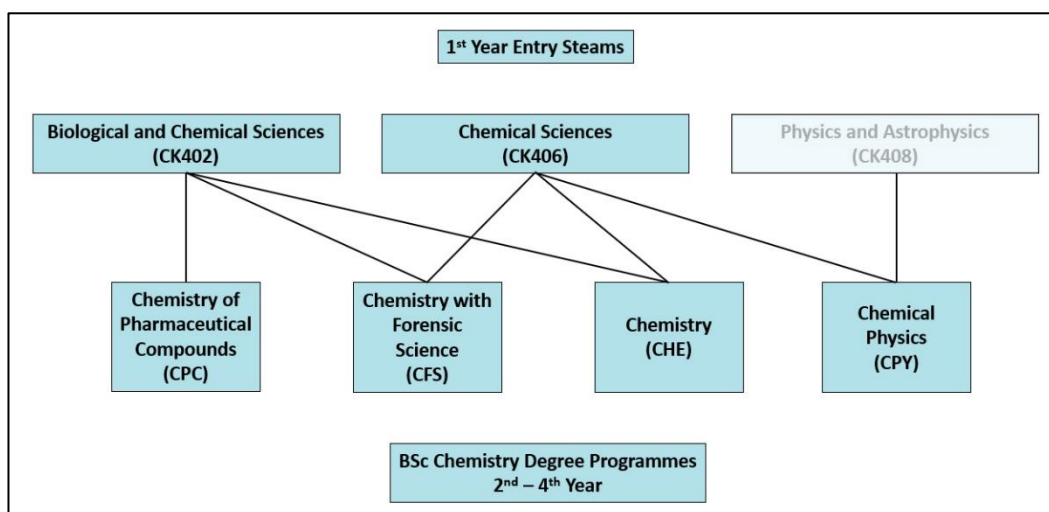 1st Year Entry Steams
Biological and Chemical Sciences
(CK402)
Chemical Sciences
(CK406)
Physics and Astrophysics
(CK408)
Chemistry of
Pharmaceutical
Compounds
(CPC)
Chemistry with
Forensic
Science
(CFS)
Chemistry
(CHE)
Chemical
Physics
(CPY)
BSc Chemistry Degree Programmes
2nd – 4th Year